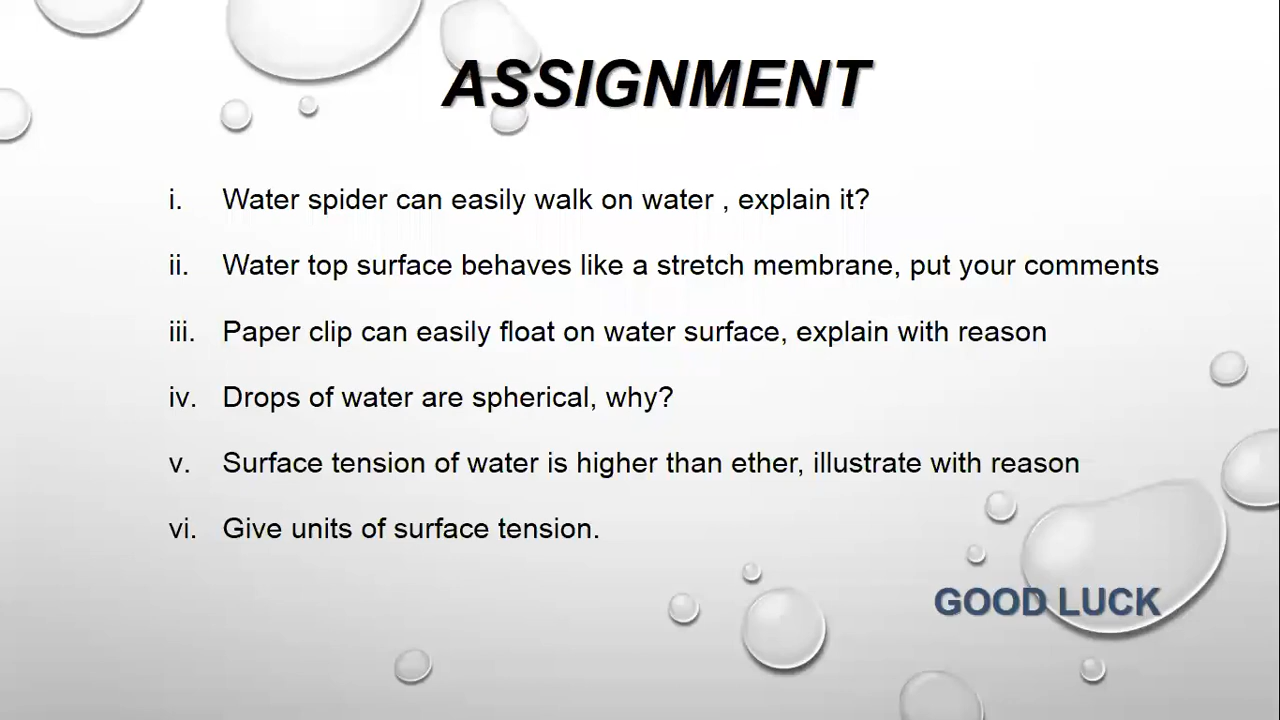 ASSIGNMENT
i. Water spider can easily walk on water , explain it?
ii. Water top surface behaves like a stretch membrane, put your comments
iii. Paper clip can easily float on water surface, explain with reason
iv. Drops of water are spherical, why?
v. Surface tension of water is higher than ether, illustrate with reason
vi. Give units of surface tension.
GOOD LUCK